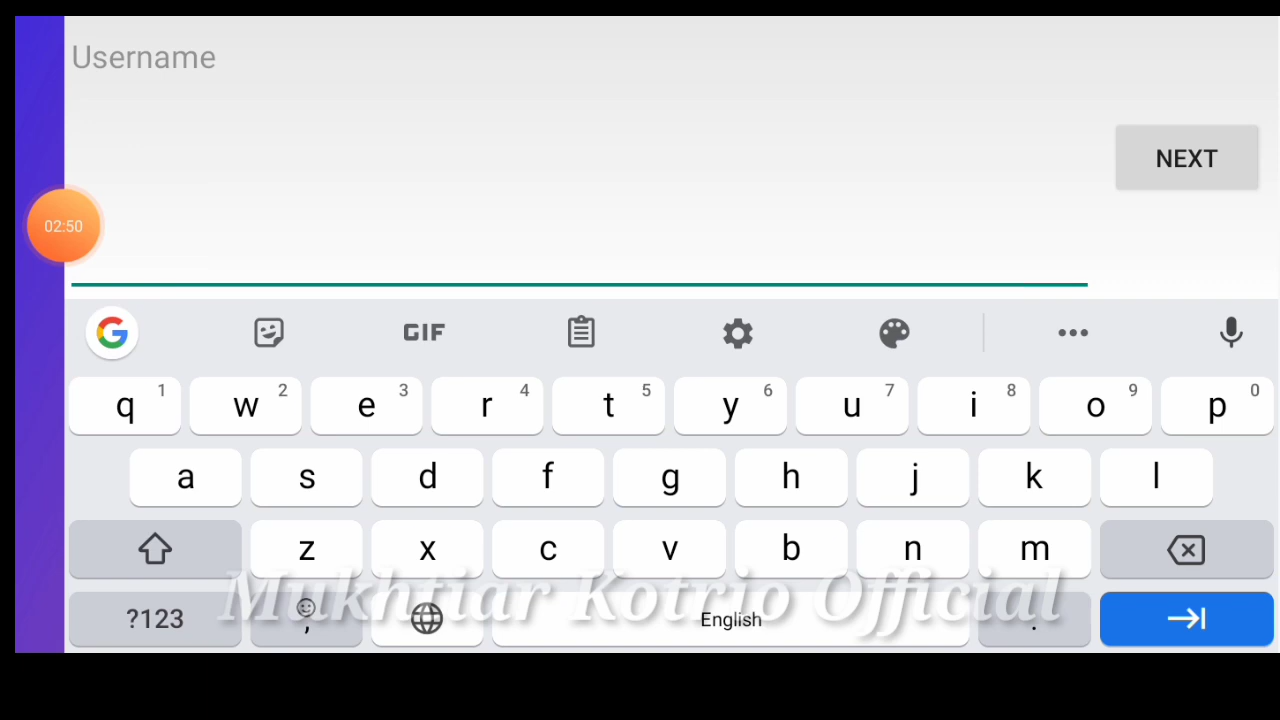 Username
NEXT
02:50
G GIF
q 1 w 2 e 3 r 4 t 5 y 6 u 7 i 8 o 9 p 0
a s d f g h j k l
z x c v b n m
Mukhtiar Kotrio Official
?123 , English .